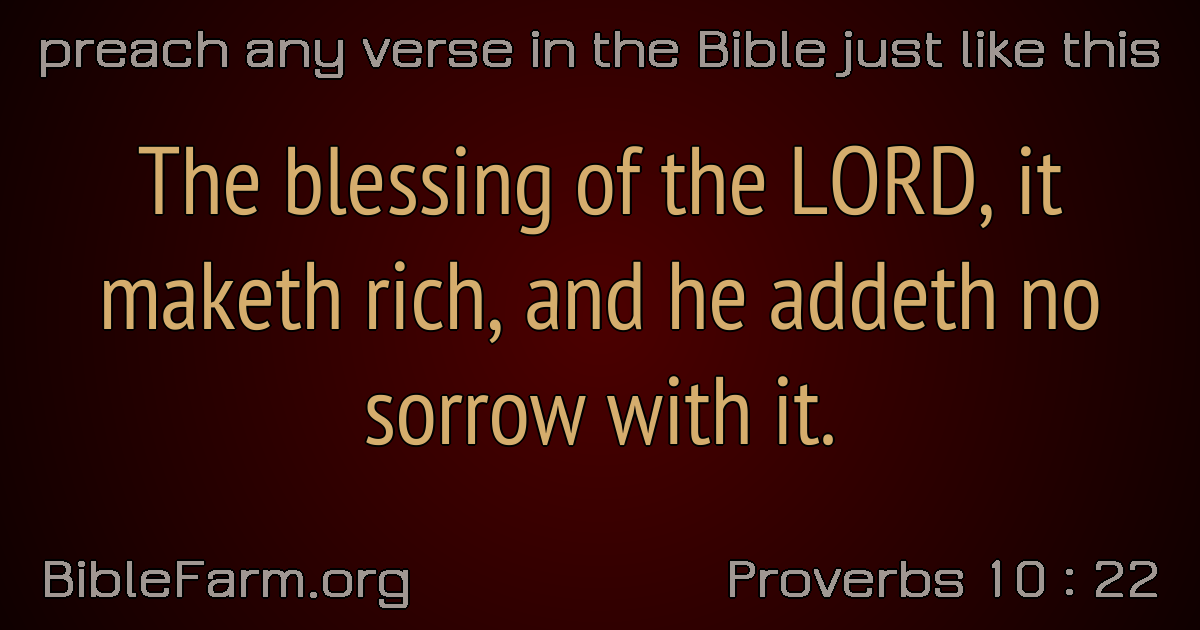 preach any verse in the Bible just like this
The blessing of the LORD, it
maketh rich, and he addeth no
sorrow with it.
BibleFarm.org
Proverbs 10 : 22